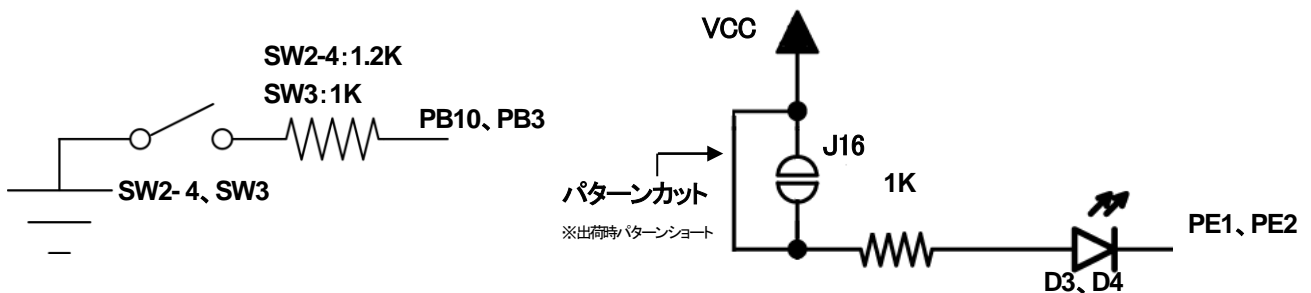 SW2-4:1.2K
SW3:1K
PB10、PB3
SW2- 4、SW3
VCC
J16
パターンカット
※出荷時パターンショート
1K
PE1、PE2
D3、D4